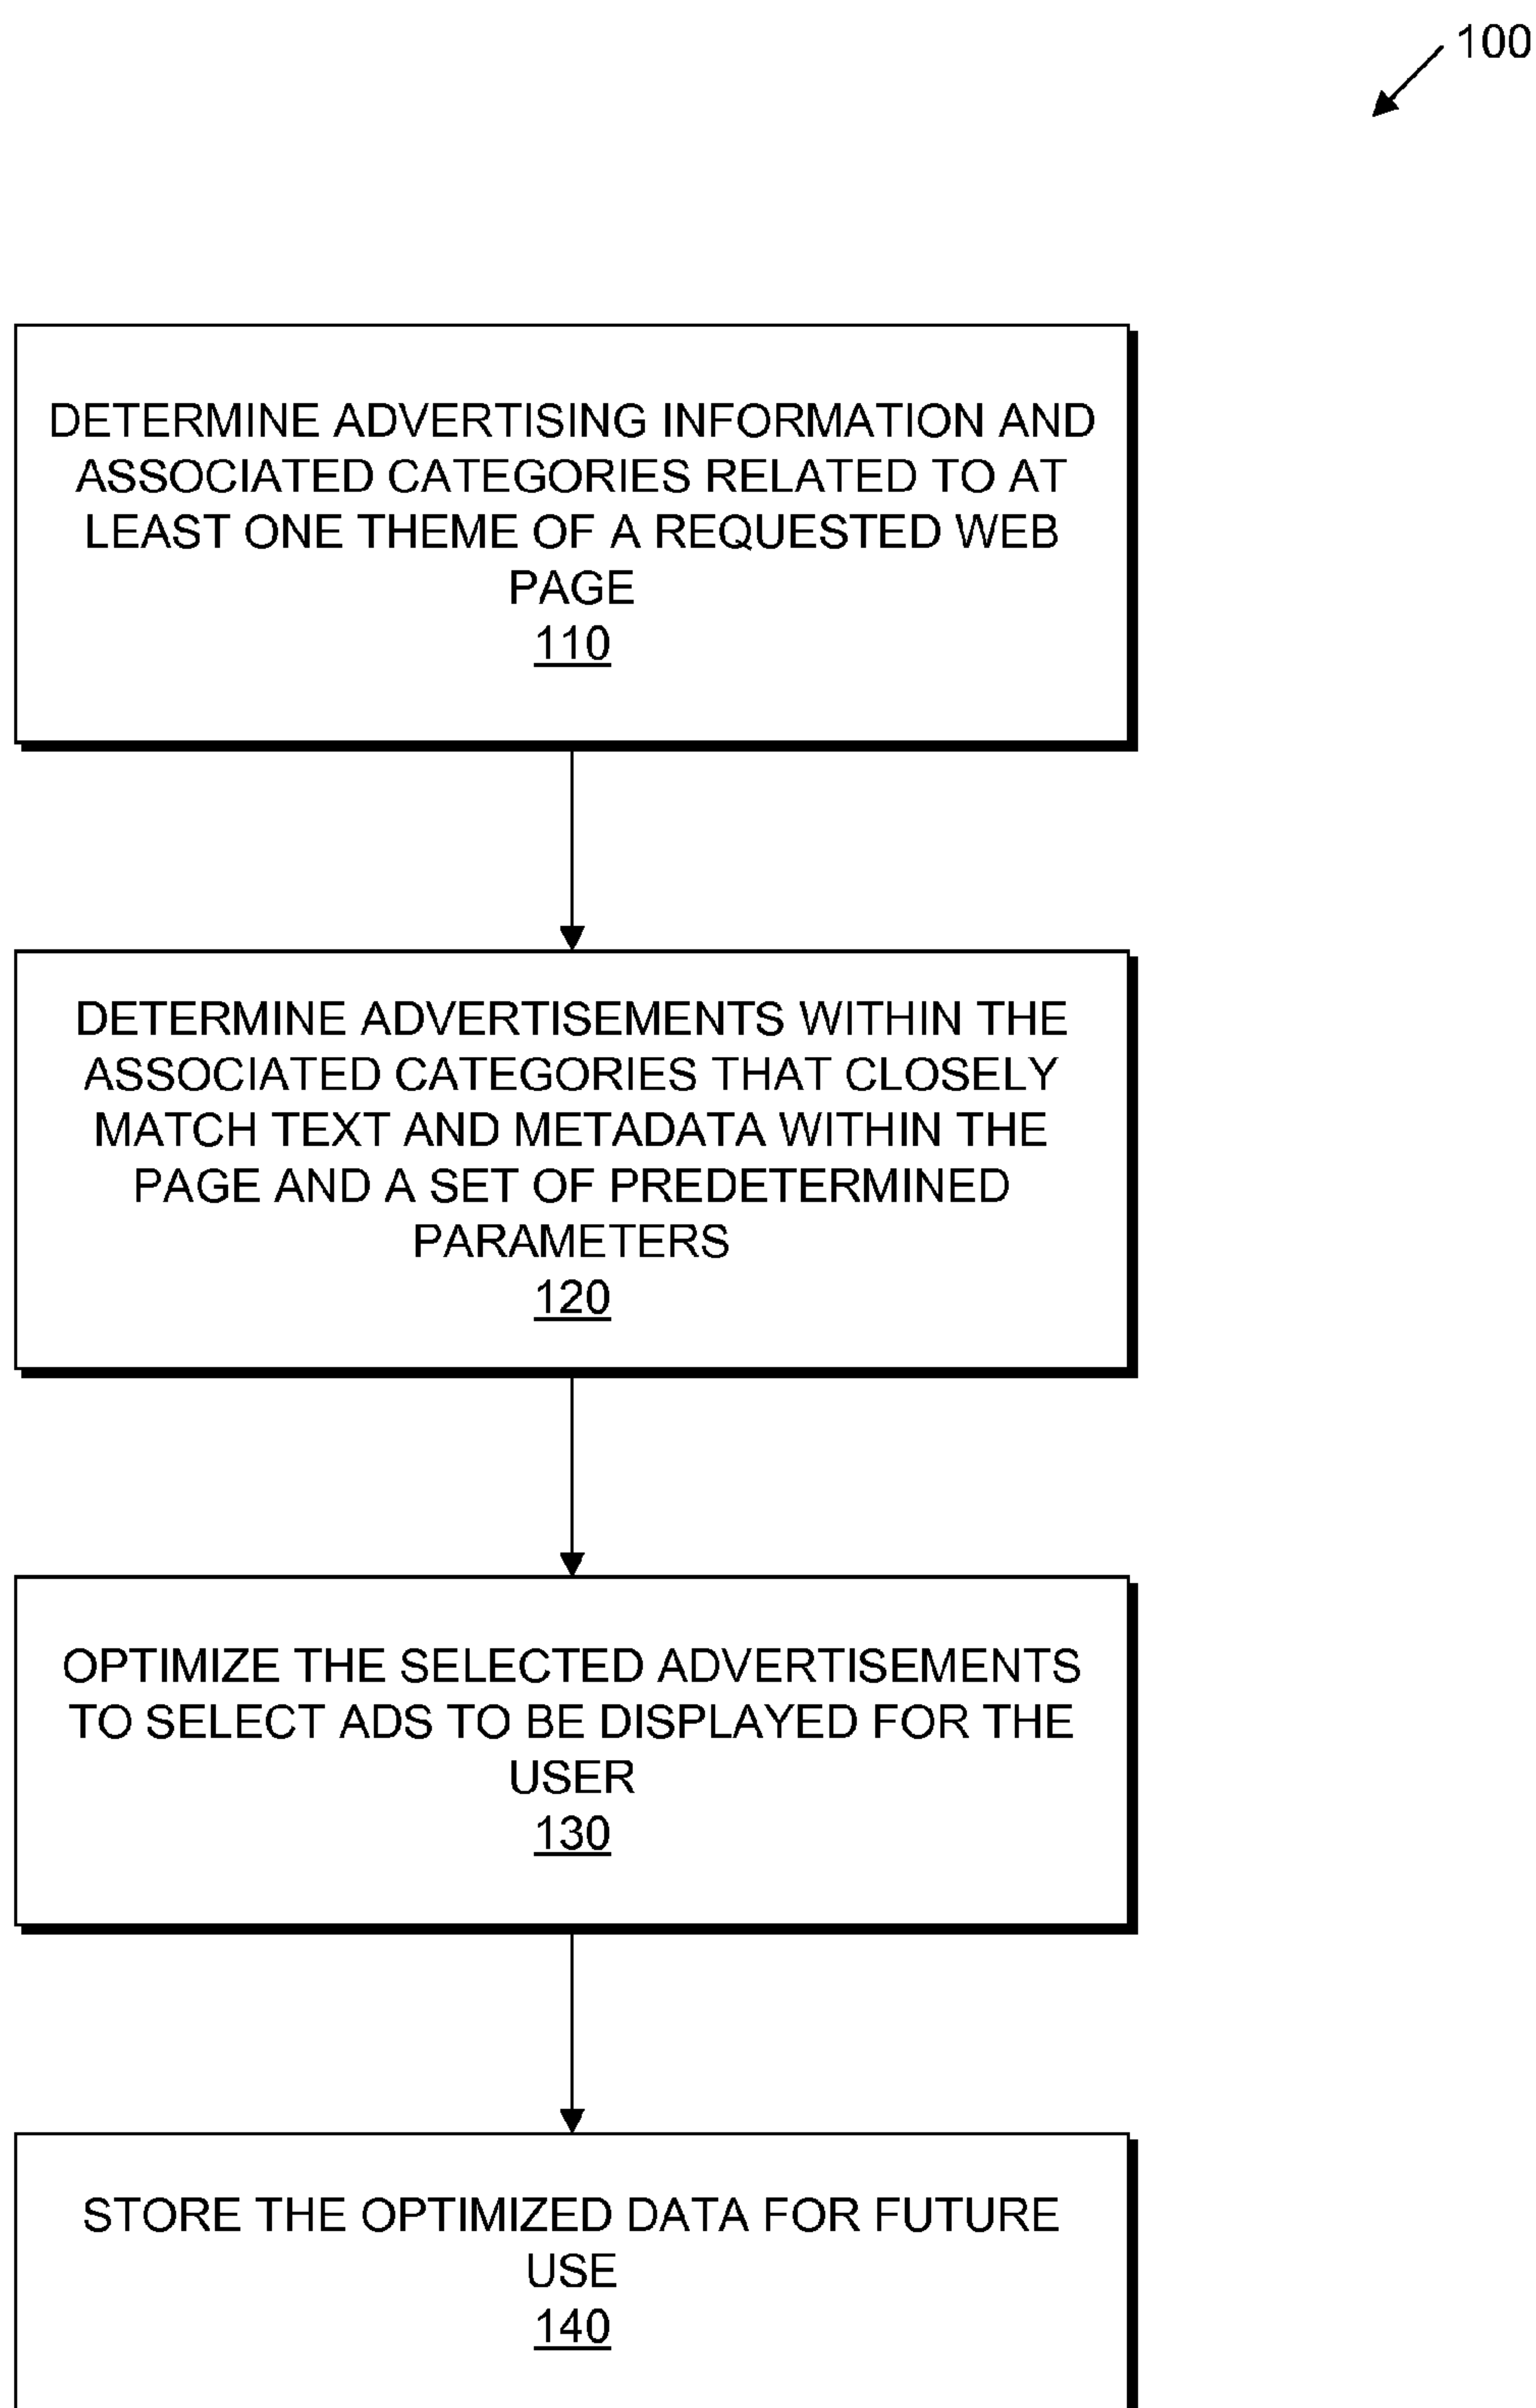 100
DETERMINE ADVERTISING INFORMATION AND
ASSOCIATED CATEGORIES RELATED TO AT
LEAST ONE THEME OF A REQUESTED WEB
PAGE
110
DETERMINE ADVERTISEMENTS WITHIN THE
ASSOCIATED CATEGORIES THAT CLOSELY
MATCH TEXT AND METADATA WITHIN THE
PAGE AND A SET OF PREDETERMINED
PARAMETERS
120
OPTIMIZE THE SELECTED ADVERTISEMENTS
TO SELECT ADS TO BE DISPLAYED FOR THE
USER
130
STORE THE OPTIMIZED DATA FOR FUTURE
USE
140